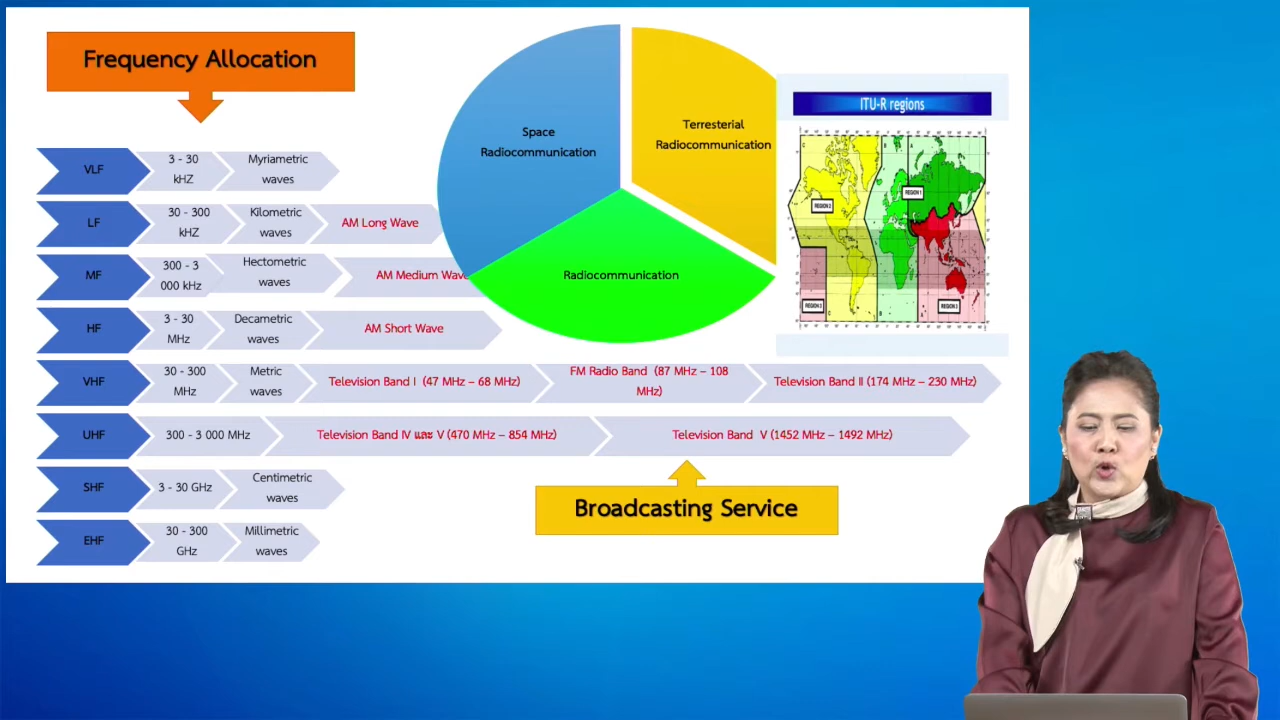 Frequency Allocation
VLF
3 - 30
kHZ
Myriametric
waves
LF
30 - 300
kHZ
Kilometric
waves
AM Long Wave
MF
300 - 3
000 kHz
Hectometric
waves
AM Medium Wave
HF
3 - 30
MHz
Decametric
waves
AM Short Wave
VHF
30 - 300
MHz
Metric
waves
Television Band I (47 MHz – 68 MHz)
FM Radio Band (87 MHz – 108
MHz)
Television Band II (174 MHz – 230 MHz)
UHF
300 - 3 000 MHz
Television Band IV และ V (470 MHz – 854 MHz)
Television Band V (1452 MHz – 1492 MHz)
SHF
3 - 30 GHz
Centimetric
waves
EHF
30 - 300
GHz
Millimetric
waves
Space
Radiocommunication
Terresterial
Radiocommunication
Radiocommunication
ITU-R regions
REGION 1
REGION 2
REGION 3
REGION 3
Broadcasting Service